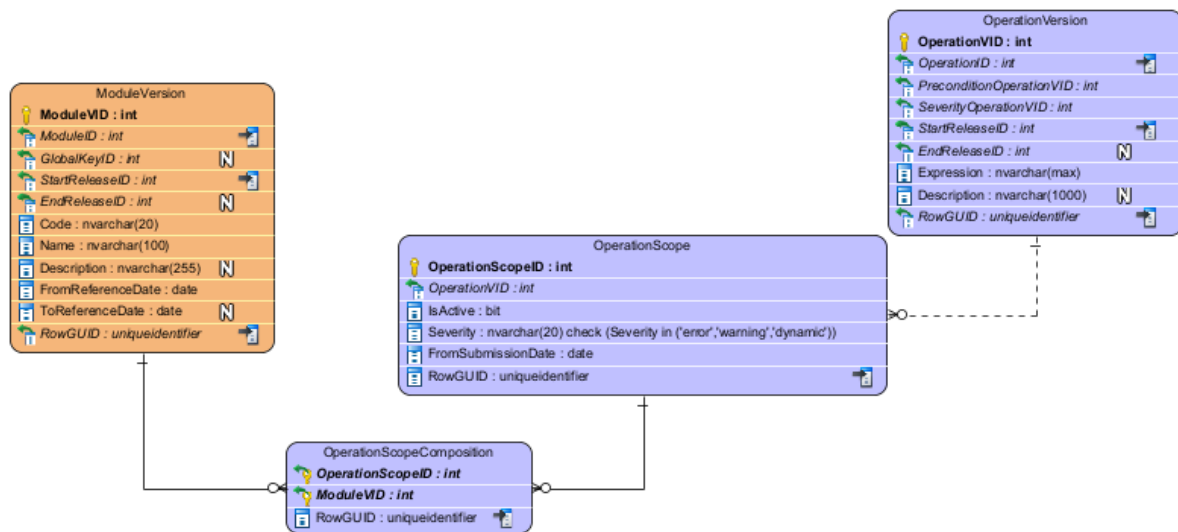 OperationVersion
OperationVID : int
OperationID : int
PreconditionOperationVID : int
SeverityOperationVID : int
StartReleaseID : int
EndReleaseID : int N
Expression : nvarchar(max)
Description : nvarchar(1000) N
RowGUID : uniqueidentifier
ModuleVersion
ModuleVID : int
ModuleID : int
GlobalKeyID : int N
StartReleaseID : int
EndReleaseID : int N
Code : nvarchar(20)
Name : nvarchar(100)
Description : nvarchar(255) N
FromReferenceDate : date
ToReferenceDate : date N
RowGUID : uniqueidentifier
OperationScope
OperationScopeID : int
OperationVID : int
IsActive : bit
Severity : nvarchar(20) check (Severity in ('error','warning','dynamic'))
FromSubmissionDate : date
RowGUID : uniqueidentifier
OperationScopeComposition
OperationScopeID : int
ModuleVID : int
RowGUID : uniqueidentifier